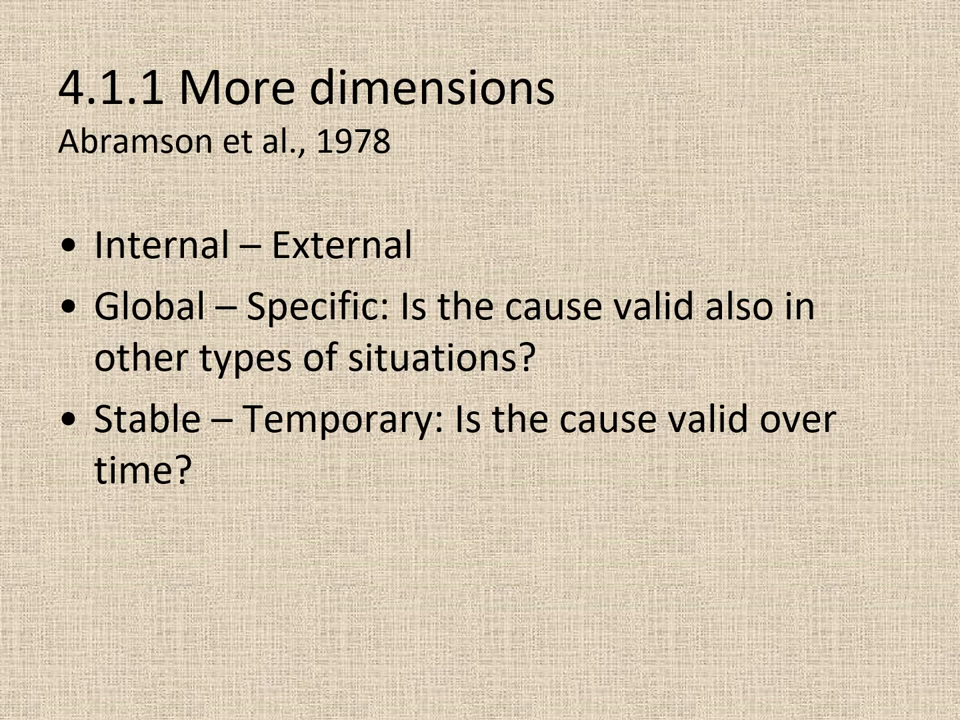 4.1.1 More dimensions
Abramson et al., 1978
• Internal – External
• Global – Specific: Is the cause valid also in
other types of situations?
• Stable – Temporary: Is the cause valid over
time?